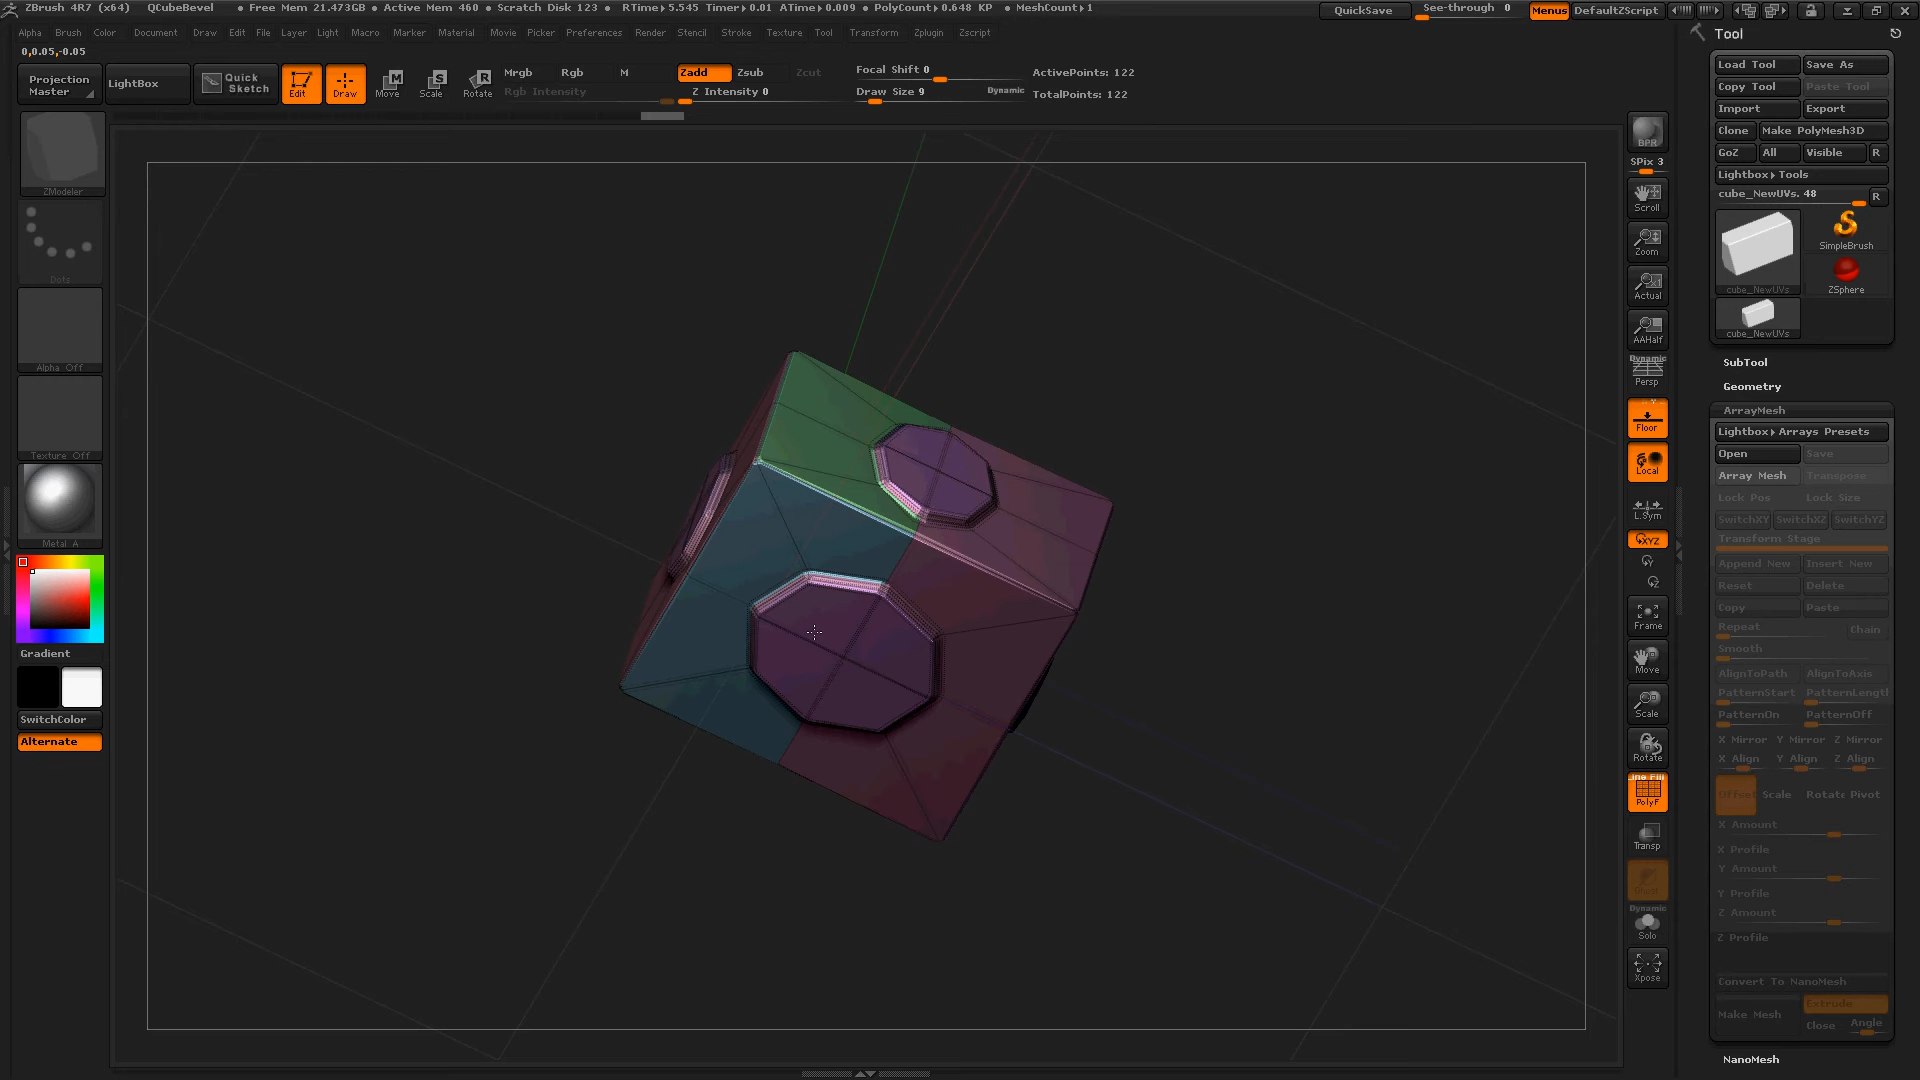 ZBrush 4R7 (x64)    QCubeBevel    • Free Mem 21.473GB • Active Mem 460 • Scratch Disk 123 • RTime▸5.545 Timer▸0.01 ATime▸0.009 • PolyCount▸0.648 KP • MeshCount▸1
QuickSave See-through 0 Menus DefaultZScript
Alpha Brush Color Document Draw Edit File Layer Light Macro Marker Material Movie Picker Preferences Render Stencil Stroke Texture Tool Transform Zplugin Zscript
0,0.05,-0.05
Projection Master
LightBox
Quick Sketch
Edit
Draw
Move
Scale
Rotate
Mrgb Rgb M Zadd Zsub Zcut
Rgb Intensity Z Intensity 0
Focal Shift 0
Draw Size 9 Dynamic
ActivePoints: 122
TotalPoints: 122
ZModeler
Dots
Alpha Off
Texture Off
Metal A
Gradient
SwitchColor
Alternate
BPR
SPix 3
Scroll
Zoom
Actual
AAHalf
Dynamic
Persp
Floor
Local
L.Sym
XYZ
Y
Z
Frame
Move
Scale
Rotate
Line Fill
PolyF
Transp
Ghost
Dynamic
Solo
Xpose
Tool
Load Tool Save As
Copy Tool Paste Tool
Import Export
Clone Make PolyMesh3D
GoZ All Visible R
Lightbox▸Tools
cube_NewUVs. 48 R
cube_NewUVs
SimpleBrush
ZSphere
cube_NewUVs
SubTool
Geometry
ArrayMesh
Lightbox▸Arrays Presets
Open Save
Array Mesh Transpose
Lock Pos Lock Size
SwitchXY SwitchXZ SwitchYZ
Transform Stage
Append New Insert New
Reset Delete
Copy Paste
Repeat Chain
Smooth
AlignToPath AlignToAxis
PatternStart PatternLength
PatternOn PatternOff
X Mirror Y Mirror Z Mirror
X Align Y Align Z Align
Offset Scale Rotate Pivot
X Amount
X Profile
Y Amount
Y Profile
Z Amount
Z Profile
Convert To NanoMesh
Make Mesh Extrude
Close Angle
NanoMesh